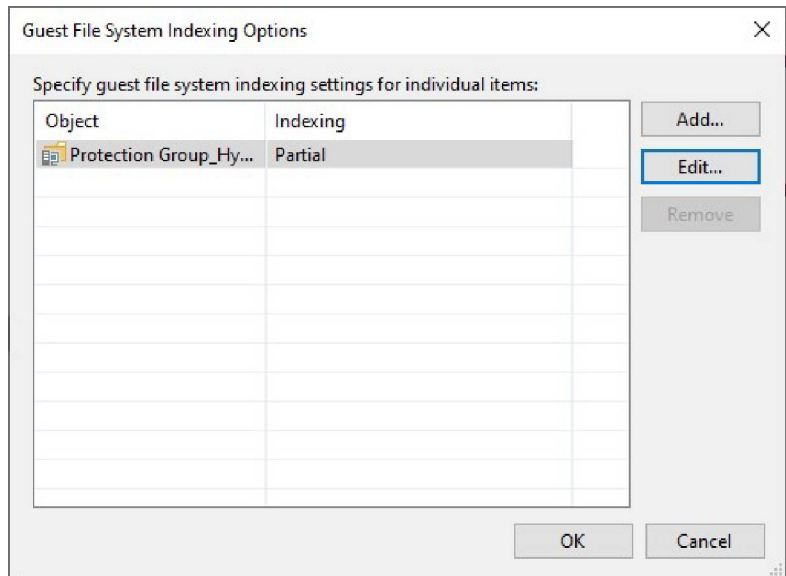 Guest File System Indexing Options
Specify guest file system indexing settings for individual items:
Object Indexing Add...
Protection Group_Hy... Partial Edit...
Remove
OK Cancel